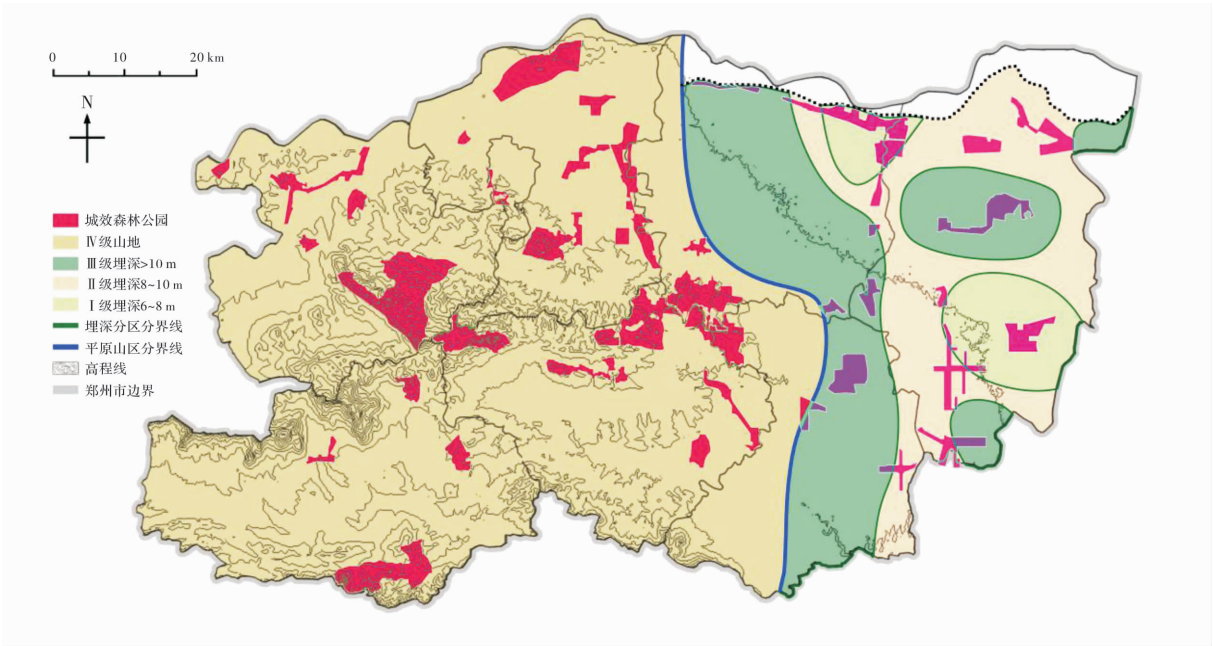 0 10 20 km
N
城效森林公园
Ⅳ级山地
Ⅲ级埋深>10 m
Ⅱ级埋深8~10 m
Ⅰ级埋深6~8 m
埋深分区分界线
平原山区分界线
高程线
郑州市边界